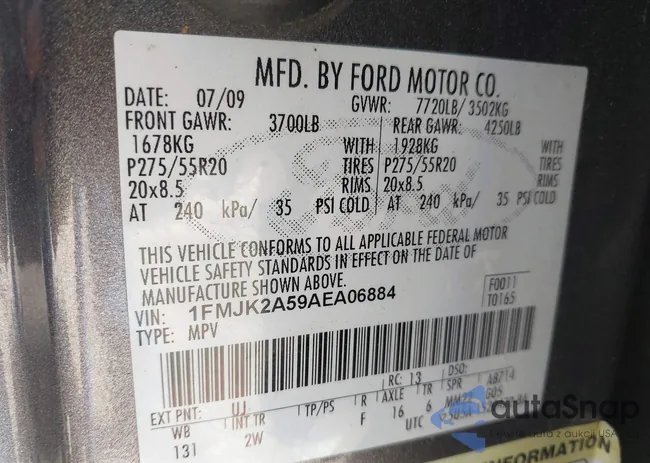 MFD. BY FORD MOTOR CO.
DATE: 07/09 GVWR: 7720LB/ 3502KG
FRONT GAWR: 3700LB REAR GAWR: 4250LB
1678KG WITH 1928KG WITH
P275/55R20 TIRES P275/55R20 TIRES
20x8.5 RIMS 20x8.5 RIMS
AT 240 kPa/ 35 PSI COLD AT 240 kPa/ 35 PSI COLD
THIS VEHICLE CONFORMS TO ALL APPLICABLE FEDERAL MOTOR
VEHICLE SAFETY STANDARDS IN EFFECT ON THE DATE OF
MANUFACTURE SHOWN ABOVE.
VIN: 1FMJK2A59AEA06884 F0011
TYPE: MPV T0165
EXT PNT: UJ RC: 13 DSO:
WB INT TR TP/PS R AXLE TR SPR A8714
131 2W F 16 6
UTC
autaSnap
INFORMATION